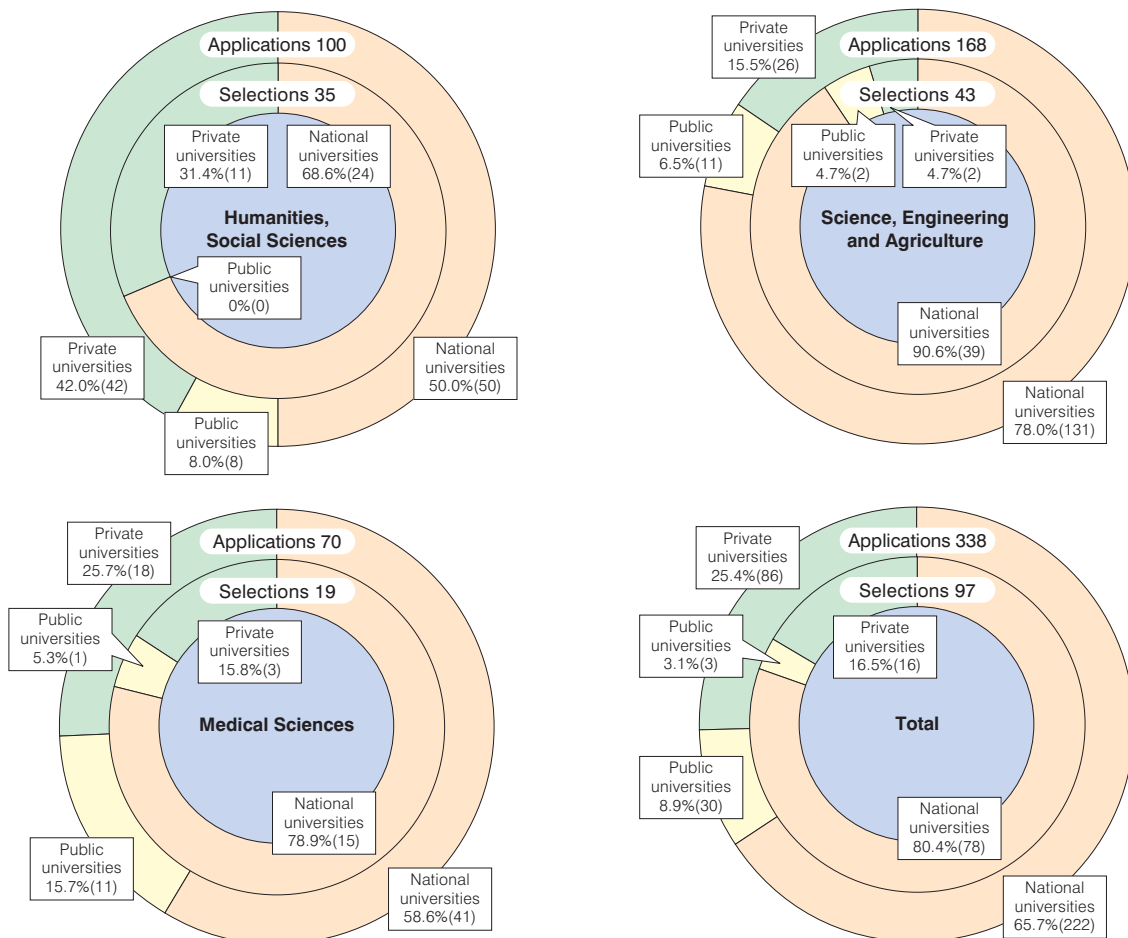 Applications 100
Selections 35
Private
universities
31.4%(11)
National
universities
68.6%(24)
Humanities,
Social Sciences
Public
universities
0%(0)
Private
universities
42.0%(42)
National
universities
50.0%(50)
Public
universities
8.0%(8)
Private
universities
15.5%(26)
Applications 168
Selections 43
Public
universities
6.5%(11)
Public
universities
4.7%(2)
Private
universities
4.7%(2)
Science, Engineering
and Agriculture
National
universities
90.6%(39)
National
universities
78.0%(131)
Private
universities
25.7%(18)
Applications 70
Selections 19
Public
universities
5.3%(1)
Private
universities
15.8%(3)
Medical Sciences
National
universities
78.9%(15)
Public
universities
15.7%(11)
National
universities
58.6%(41)
Private
universities
25.4%(86)
Applications 338
Selections 97
Public
universities
3.1%(3)
Private
universities
16.5%(16)
Total
Public
universities
8.9%(30)
National
universities
80.4%(78)
National
universities
65.7%(222)